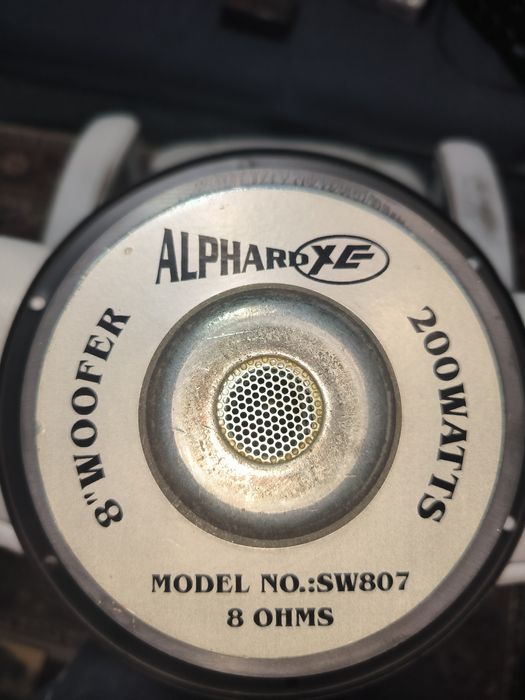 ALPHARD XE
8"WOOFER
200WATTS
MODEL NO.:SW807
8 OHMS